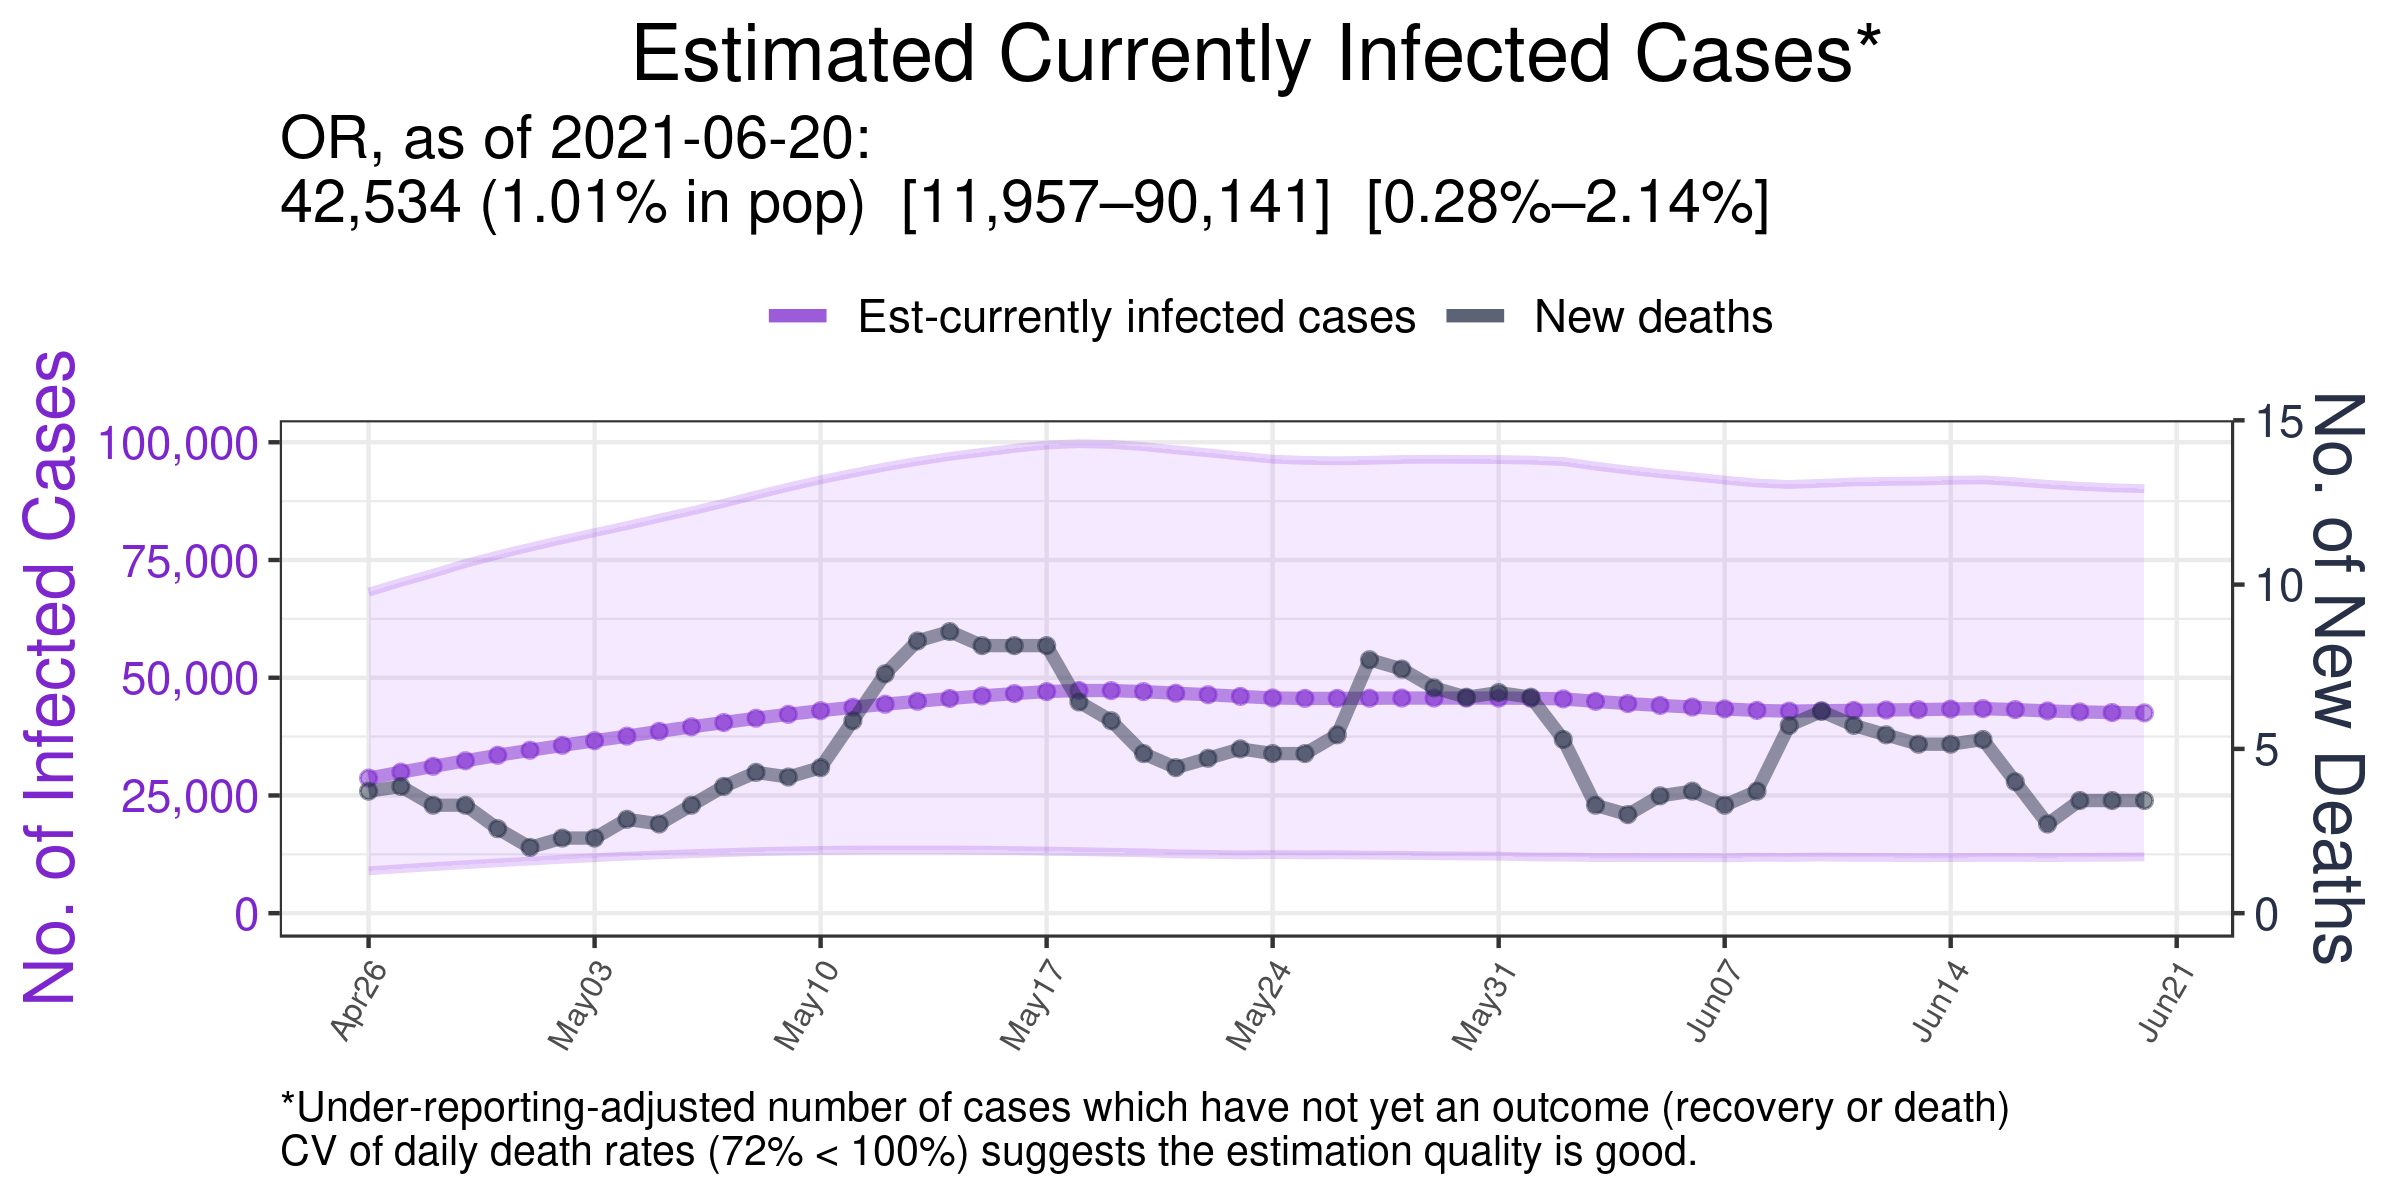 Estimated Currently Infected Cases*
OR, as of 2021-06-20:
42,534 (1.01% in pop)  [11,957–90,141]  [0.28%–2.14%]
Est-currently infected cases
New deaths
No. of Infected Cases
100,000
75,000
50,000
25,000
0
15
10
5
0
No. of New Deaths
Apr26
May03
May10
May17
May24
May31
Jun07
Jun14
Jun21
*Under-reporting-adjusted number of cases which have not yet an outcome (recovery or death)
CV of daily death rates (72% < 100%) suggests the estimation quality is good.